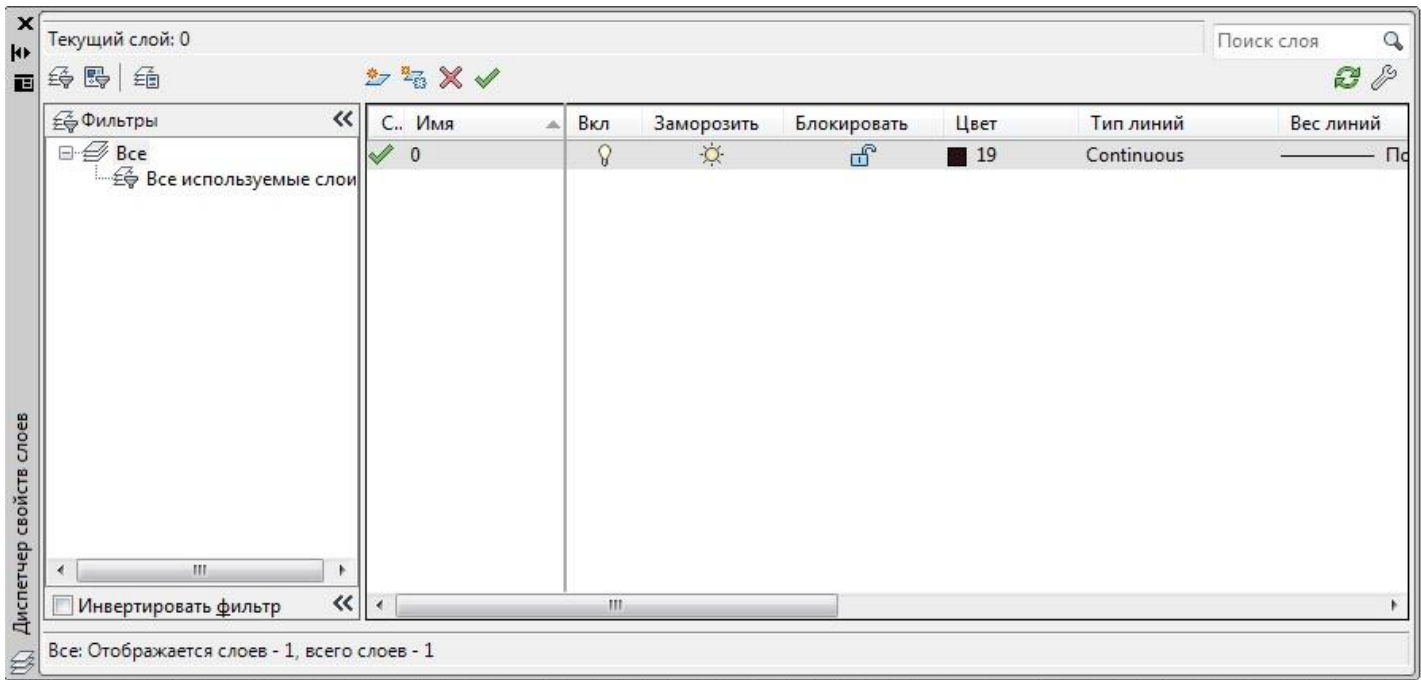 Текущий слой: 0
Поиск слоя
Фильтры
С.. Имя Вкл Заморозить Блокировать Цвет Тип линий Вес линий
Все
0 19 Continuous По
Все используемые слои
Инвертировать фильтр
Все: Отображается слоев - 1, всего слоев - 1
Диспетчер свойств слоев